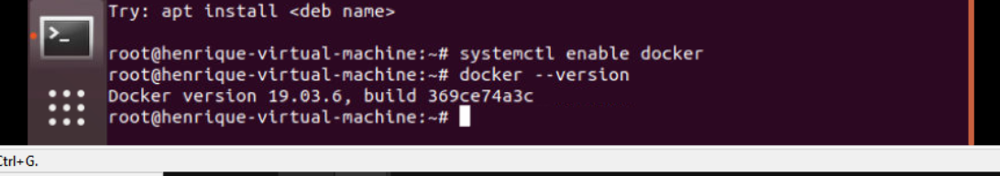 Try: apt install <deb name>
root@henrique-virtual-machine:~# systemctl enable docker
root@henrique-virtual-machine:~# docker --version
Docker version 19.03.6, build 369ce74a3c
root@henrique-virtual-machine:~#
Ctrl+G.